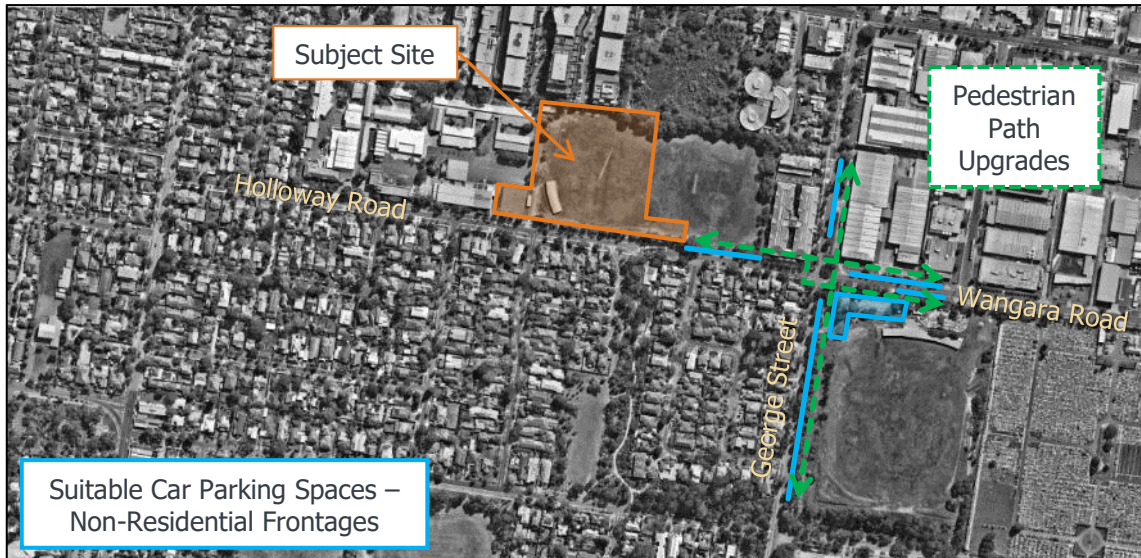 Subject Site
Pedestrian
Path
Upgrades
Holloway Road
Wangara Road
George Street
Suitable Car Parking Spaces –
Non-Residential Frontages